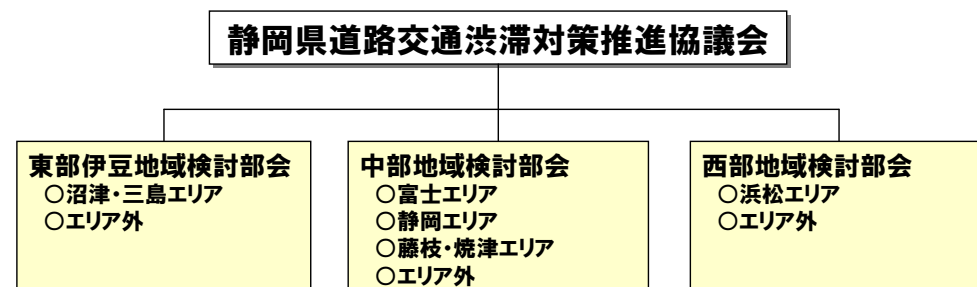 静岡県道路交通渋滞対策推進協議会
東部伊豆地域検討部会
○沼津・三島エリア
○エリア外
中部地域検討部会
○富士エリア
○静岡エリア
○藤枝・焼津エリア
○エリア外
西部地域検討部会
○浜松エリア
○エリア外